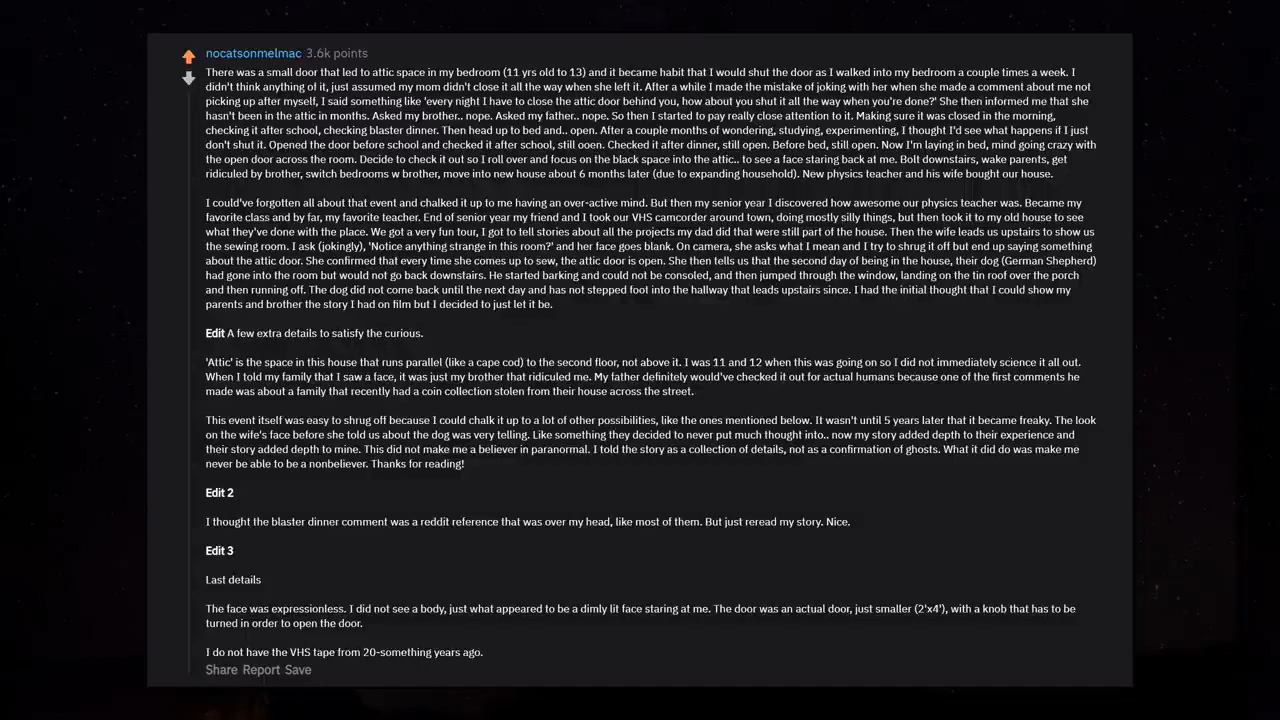 nocatsonmelmac 3.6k points
There was a small door that led to attic space in my bedroom (11 yrs old to 13) and it became habit that I would shut the door as I walked into my bedroom a couple times a week. I
didn't think anything of it, just assumed my mom didn't close it all the way when she left it. After a while I made the mistake of joking with her when she made a comment about me not
picking up after myself, I said something like 'every night I have to close the attic door behind you, how about you shut it all the way when you're done?' She then informed me that she
hasn't been in the attic in months. Asked my brother.. nope. Asked my father.. nope. So then I started to pay really close attention to it. Making sure it was closed in the morning,
checking it after school, checking blaster dinner. Then head up to bed and.. open. After a couple months of wondering, studying, experimenting, I thought I'd see what happens if I just
don't shut it. Opened the door before school and checked it after school, still ooen. Checked it after dinner, still open. Before bed, still open. Now I'm laying in bed, mind going crazy with
the open door across the room. Decide to check it out so I roll over and focus on the black space into the attic.. to see a face staring back at me. Bolt downstairs, wake parents, get
ridiculed by brother, switch bedrooms w brother, move into new house about 6 months later (due to expanding household). New physics teacher and his wife bought our house.
I could've forgotten all about that event and chalked it up to me having an over-active mind. But then my senior year I discovered how awesome our physics teacher was. Became my
favorite class and by far, my favorite teacher. End of senior year my friend and I took our VHS camcorder around town, doing mostly silly things, but then took it to my old house to see
what they've done with the place. We got a very fun tour, I got to tell stories about all the projects my dad did that were still part of the house. Then the wife leads us upstairs to show us
the sewing room. I ask (jokingly), 'Notice anything strange in this room?' and her face goes blank. On camera, she asks what I mean and I try to shrug it off but end up saying something
about the attic door. She confirmed that every time she comes up to sew, the attic door is open. She then tells us that the second day of being in the house, their dog (German Shepherd)
had gone into the room but would not go back downstairs. He started barking and could not be consoled, and then jumped through the window, landing on the tin roof over the porch
and then running off. The dog did not come back until the next day and has not stepped foot into the hallway that leads upstairs since. I had the initial thought that I could show my
parents and brother the story I had on film but I decided to just let it be.
Edit A few extra details to satisfy the curious.
'Attic' is the space in this house that runs parallel (like a cape cod) to the second floor, not above it. I was 11 and 12 when this was going on so I did not immediately science it all out.
When I told my family that I saw a face, it was just my brother that ridiculed me. My father definitely would've checked it out for actual humans because one of the first comments he
made was about a family that recently had a coin collection stolen from their house across the street.
This event itself was easy to shrug off because I could chalk it up to a lot of other possibilities, like the ones mentioned below. It wasn't until 5 years later that it became freaky. The look
on the wife's face before she told us about the dog was very telling. Like something they decided to never put much thought into.. now my story added depth to their experience and
their story added depth to mine. This did not make me a believer in paranormal. I told the story as a collection of details, not as a confirmation of ghosts. What it did do was make me
never be able to be a nonbeliever. Thanks for reading!
Edit 2
I thought the blaster dinner comment was a reddit reference that was over my head, like most of them. But just reread my story. Nice.
Edit 3
Last details
The face was expressionless. I did not see a body, just what appeared to be a dimly lit face staring at me. The door was an actual door, just smaller (2'x4'), with a knob that has to be
turned in order to open the door.
I do not have the VHS tape from 20-something years ago.
Share Report Save